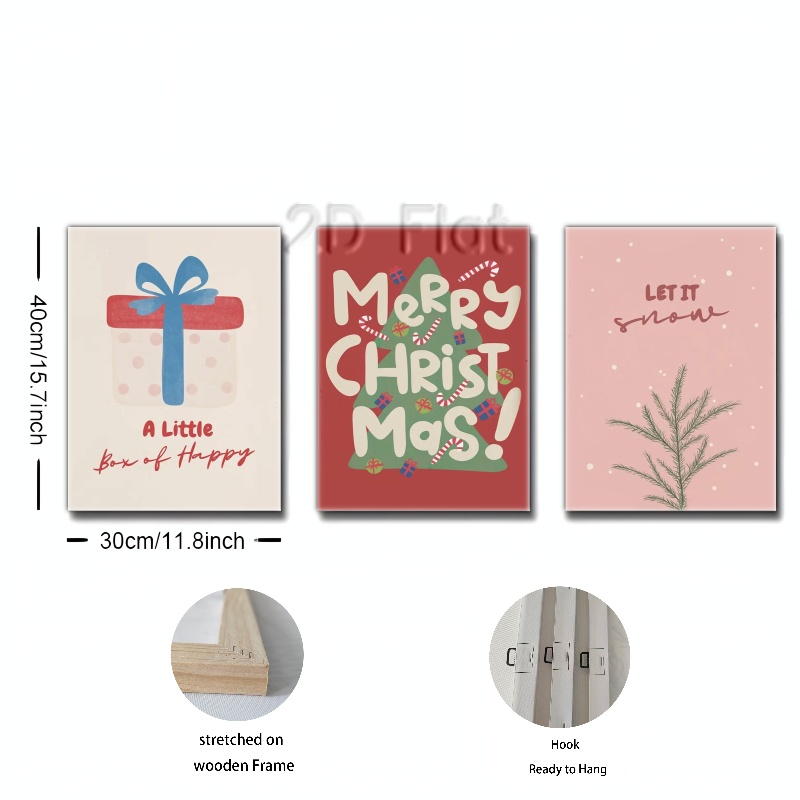 2D Flat
40cm/15.7inch
30cm/11.8inch
A Little
Box of Happy
MeRRy
CHRiST
MaS!
LET IT
snow
stretched on
wooden Frame
Hook
Ready to Hang